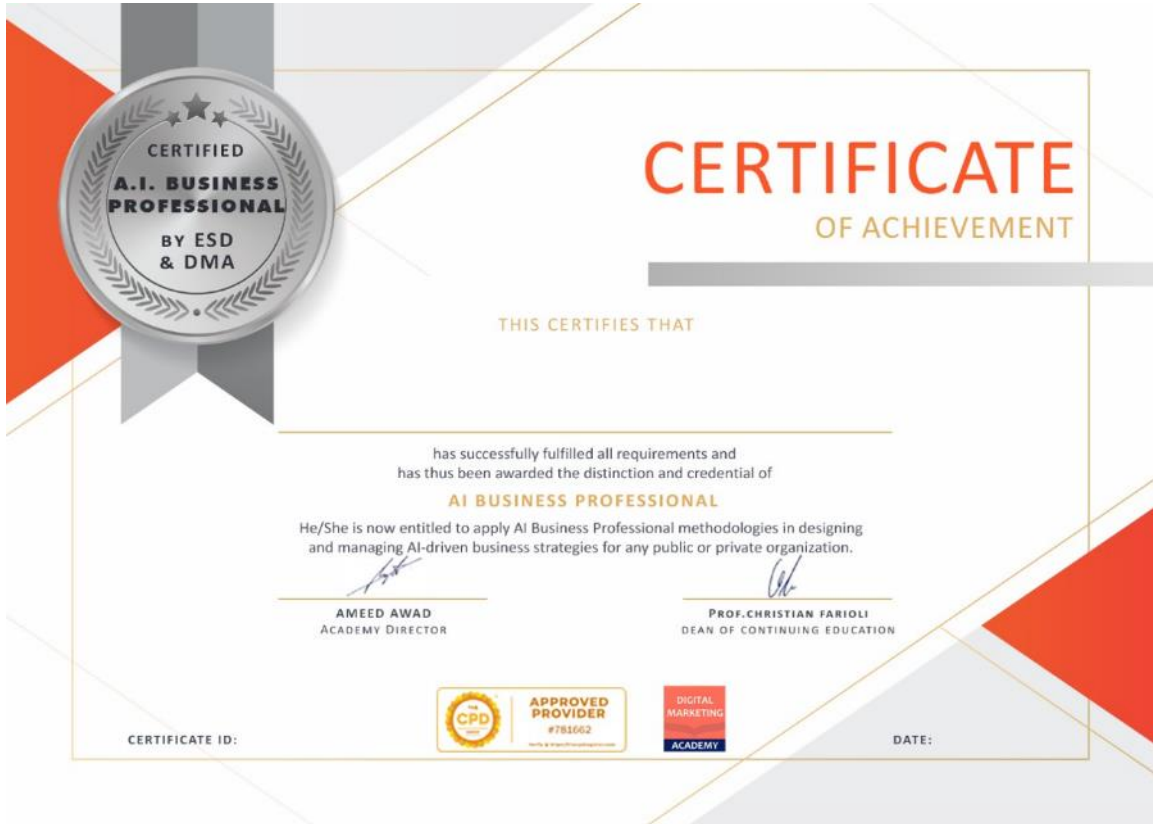 CERTIFIED
A.I. BUSINESS
PROFESSIONAL
BY ESD
& DMA
CERTIFICATE
OF ACHIEVEMENT
THIS CERTIFIES THAT
has successfully fulfilled all requirements and
has thus been awarded the distinction and credential of
AI BUSINESS PROFESSIONAL
He/She is now entitled to apply AI Business Professional methodologies in designing
and managing AI-driven business strategies for any public or private organization.
AMEED AWAD
ACADEMY DIRECTOR
PROF.CHRISTIAN FARIOLI
DEAN OF CONTINUING EDUCATION
THE
CPD
APPROVED
PROVIDER
#781662
DIGITAL
MARKETING
ACADEMY
CERTIFICATE ID:
DATE: